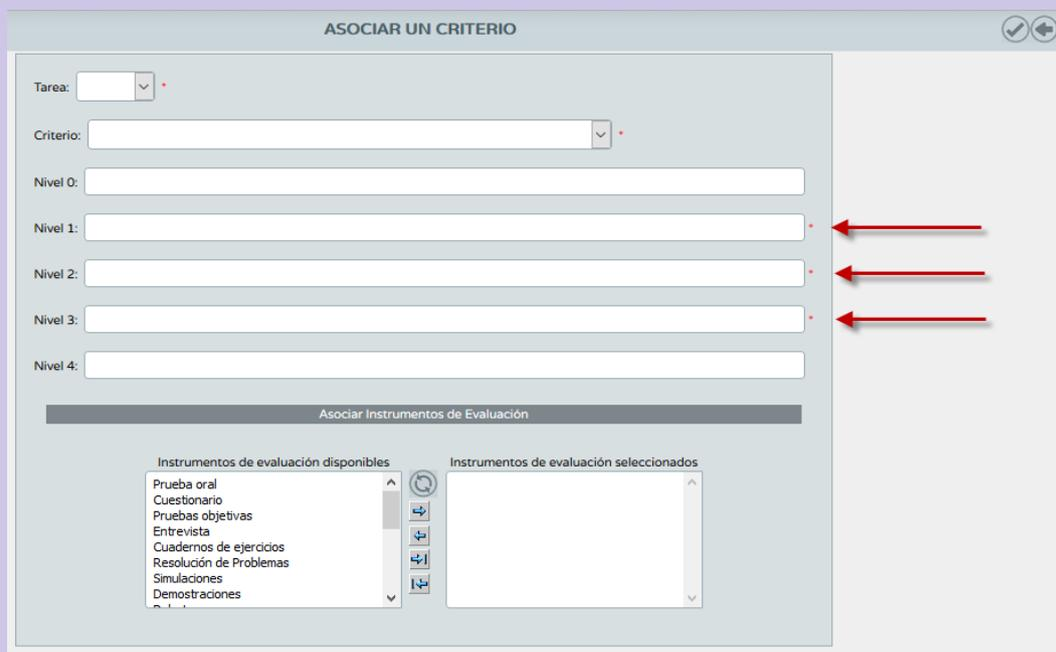 ASOCIAR UN CRITERIO
Tarea: *
Criterio: *
Nivel 0:
Nivel 1: *
Nivel 2: *
Nivel 3: *
Nivel 4:
Asociar Instrumentos de Evaluación
Instrumentos de evaluación disponibles
Prueba oral
Cuestionario
Pruebas objetivas
Entrevista
Cuadernos de ejercicios
Resolución de Problemas
Simulaciones
Demostraciones
Instrumentos de evaluación seleccionados